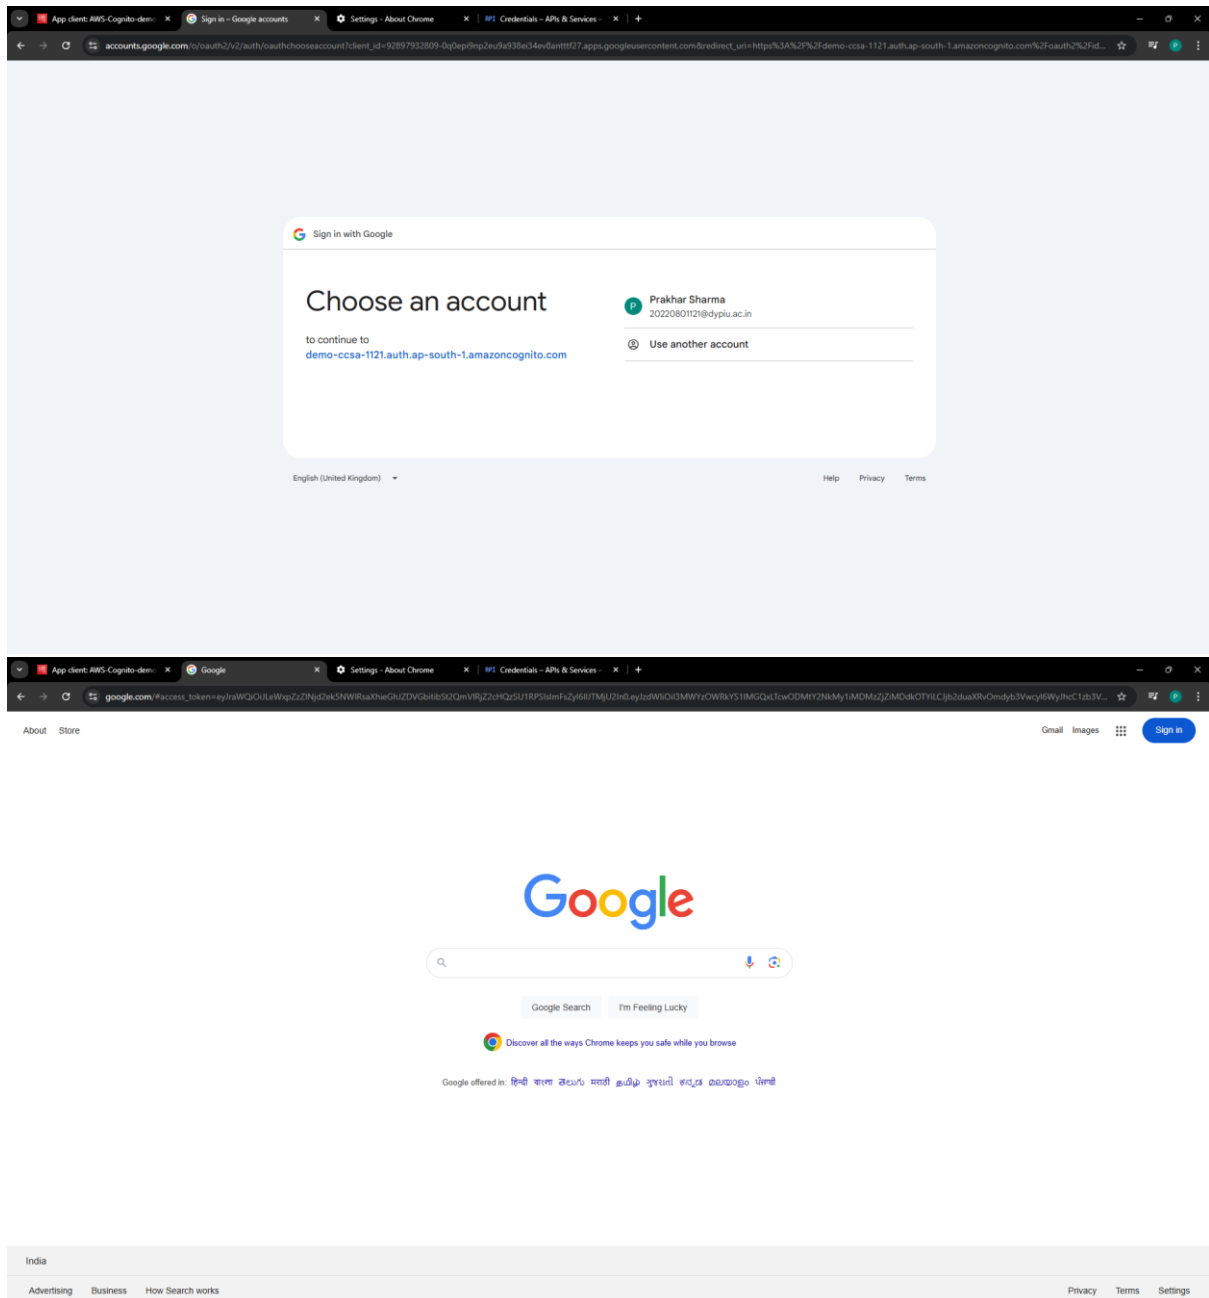 App client: AWS-Cognito-demo
Sign in – Google accounts
Settings - About Chrome
API Credentials – APIs & Services –
Sign in with Google
Choose an account
to continue to
demo-ccsa-1121.auth.ap-south-1.amazoncognito.com
Prakhar Sharma
20220801121@dypiu.ac.in
Use another account
English (United Kingdom)
Help Privacy Terms
App client: AWS-Cognito-demo
Google
Settings - About Chrome
API Credentials – APIs & Services –
About Store
Gmail Images
Sign in
Google
Google Search
I'm Feeling Lucky
Discover all the ways Chrome keeps you safe while you browse
Google offered in: हिन्दी বাংলা తెలుగు मराठी தமிழ் ગુજરાતી ಕನ್ನಡ മലയാളം ਪੰਜਾਬੀ
India
Advertising Business How Search works
Privacy Terms Settings